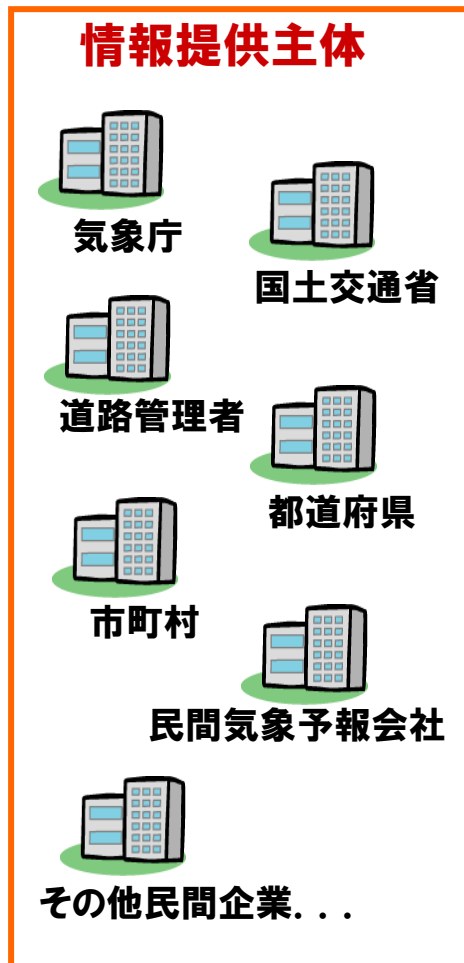 情報提供主体
気象庁
国土交通省
道路管理者
都道府県
市町村
民間気象予報会社
その他民間企業...